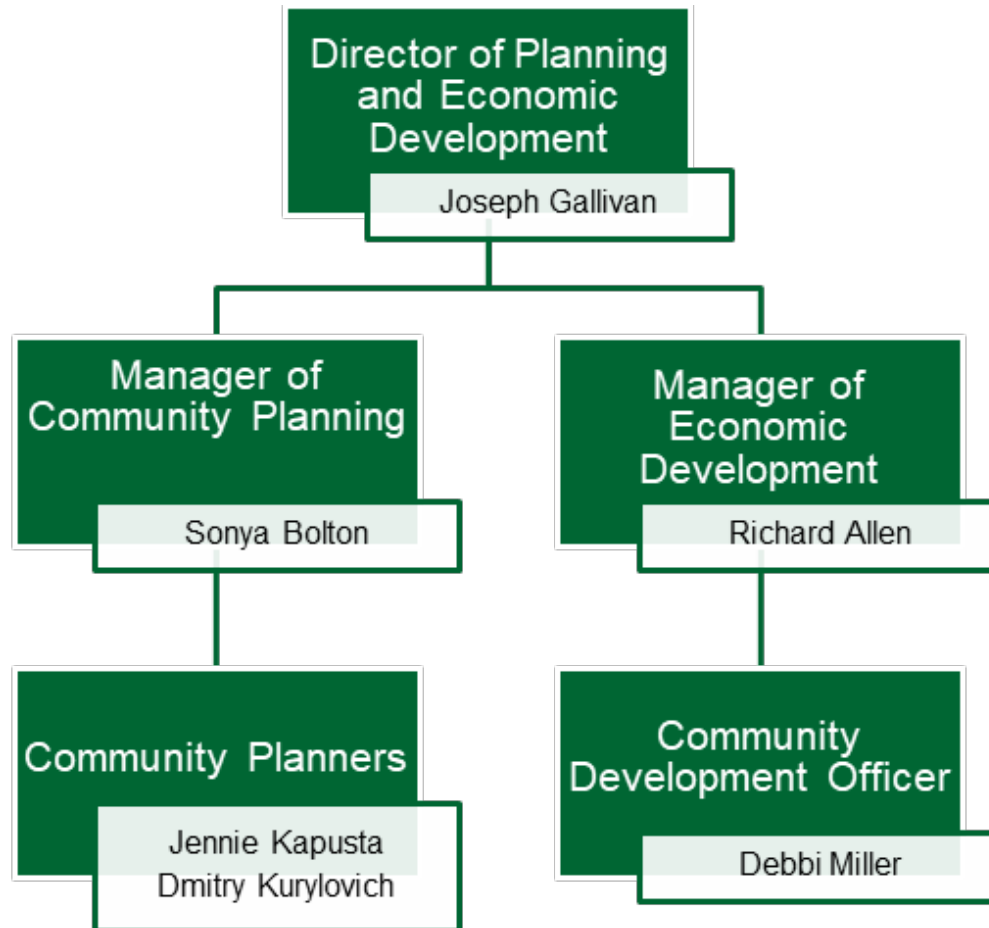 Director of Planning
and Economic
Development
Joseph Gallivan
Manager of
Community Planning
Sonya Bolton
Manager of
Economic
Development
Richard Allen
Community Planners
Jennie Kapusta
Dmitry Kurylovich
Community
Development Officer
Debbi Miller